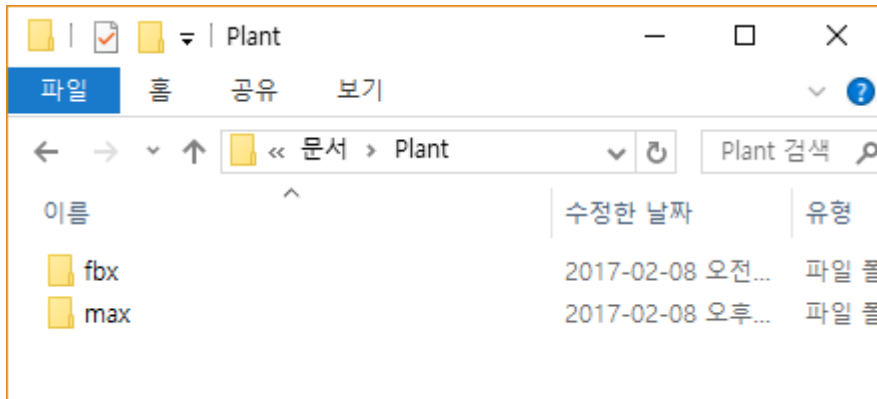 Plant
파일 홈 공유 보기
« 문서 › Plant Plant 검색
이름 수정한 날짜 유형
fbx 2017-02-08 오전... 파일
max 2017-02-08 오후... 파일